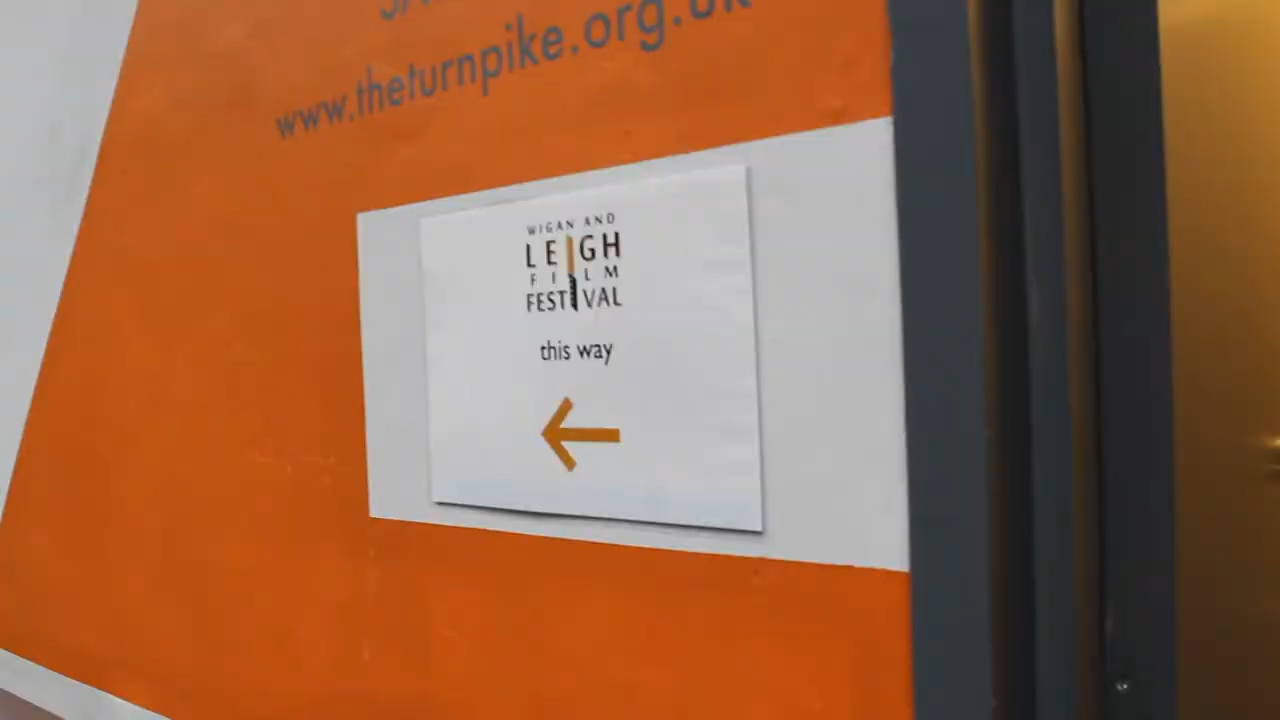 www.theturnpike.org.uk
WIGAN AND
LEIGH
FILM
FESTIVAL
this way